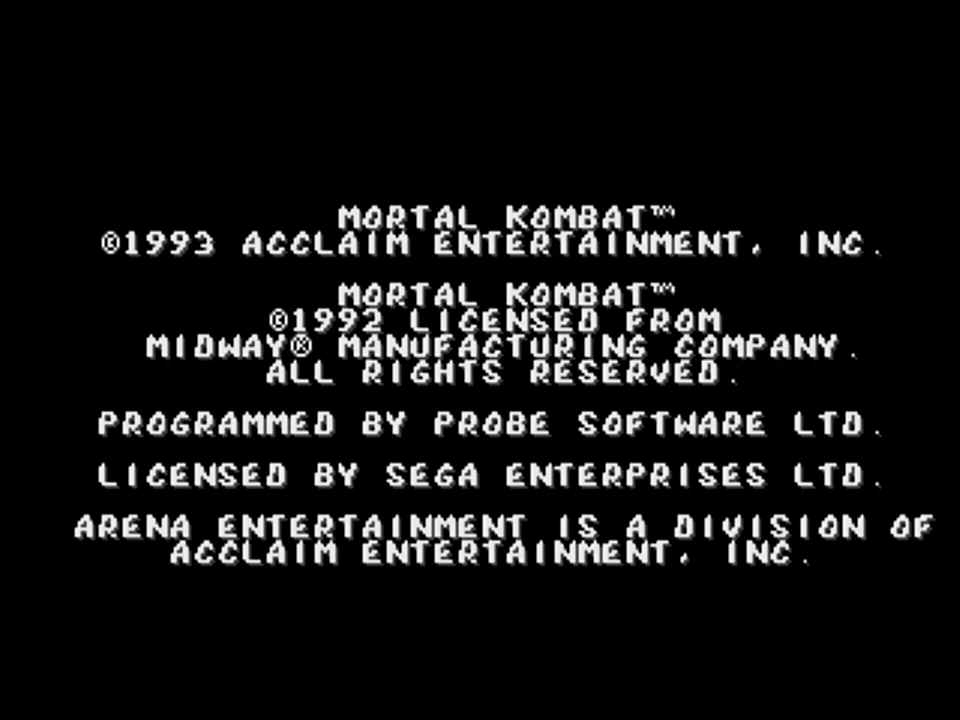 MORTAL KOMBAT™
©1993 ACCLAIM ENTERTAINMENT, INC.
MORTAL KOMBAT™
©1992 LICENSED FROM
MIDWAY® MANUFACTURING COMPANY.
ALL RIGHTS RESERVED.
PROGRAMMED BY PROBE SOFTWARE LTD.
LICENSED BY SEGA ENTERPRISES LTD.
ARENA ENTERTAINMENT IS A DIVISION OF
ACCLAIM ENTERTAINMENT, INC.